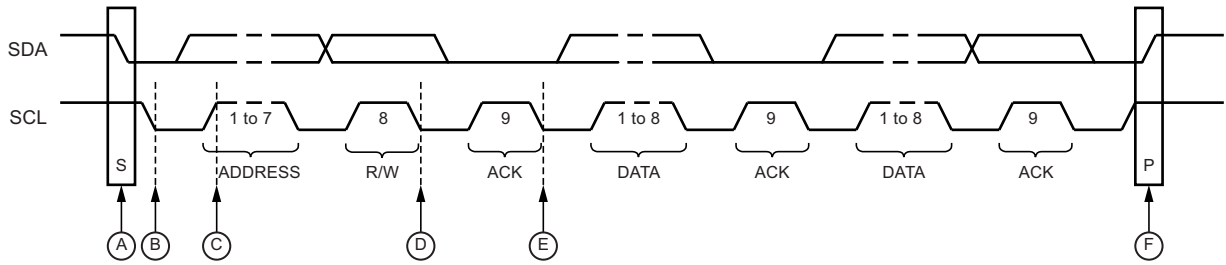 SDA
SCL
1 to 7 8 9 1 to 8 9 1 to 8 9
S P
ADDRESS R/W ACK DATA ACK DATA ACK
A B C D E F